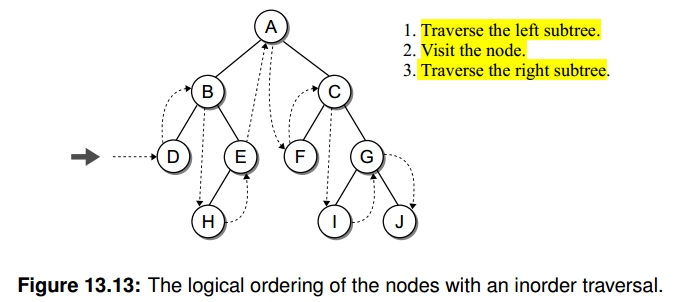 A
1. Traverse the left subtree.
2. Visit the node.
3. Traverse the right subtree.
B
C
D
E
F
G
H
I
J
Figure 13.13: The logical ordering of the nodes with an inorder traversal.